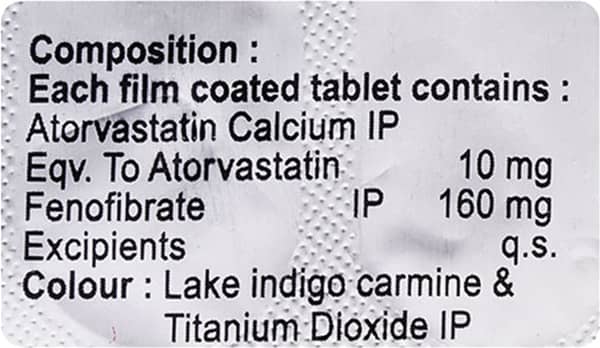 Composition :
Each film coated tablet contains :
Atorvastatin Calcium IP
Eqv. To Atorvastatin 10 mg
Fenofibrate IP 160 mg
Excipients q.s.
Colour : Lake indigo carmine &
Titanium Dioxide IP